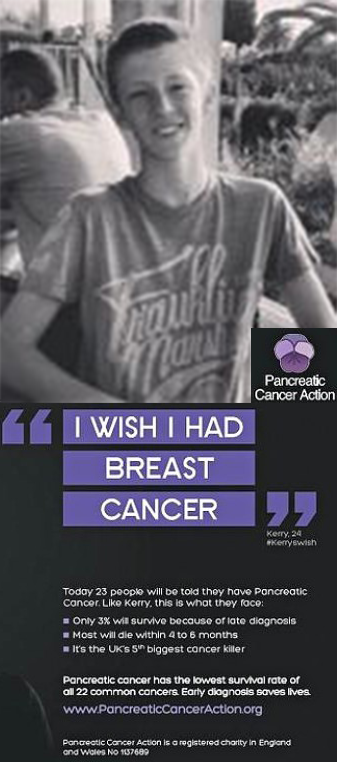 Franklin
Marsh
Pancreatic
Cancer Action
“ I WISH I HAD
BREAST
CANCER ”
Kerry, 24
#Kerryswish
Today 23 people will be told they have Pancreatic
Cancer. Like Kerry, this is what they face:
■ Only 3% will survive because of late diagnosis
■ Most will die within 4 to 6 months
■ It's the UK's 5th biggest cancer killer
Pancreatic cancer has the lowest survival rate of
all 22 common cancers. Early diagnosis saves lives.
www.PancreaticCancerAction.org
Pancreatic Cancer Action is a registered charity in England
and Wales No 1137689